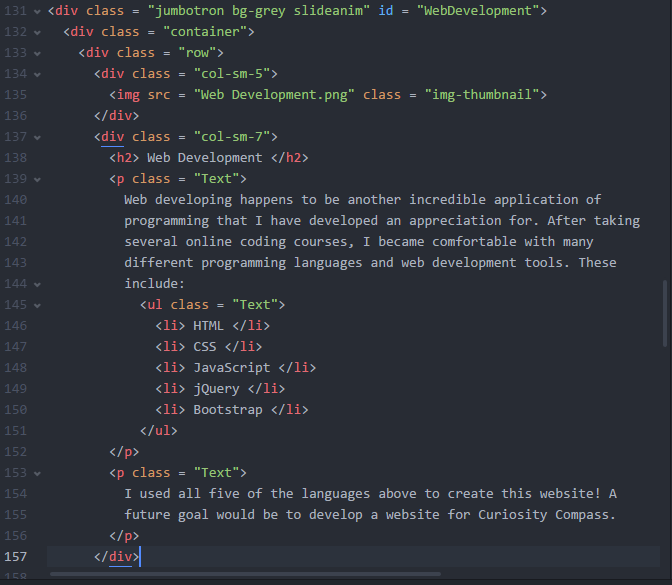 131 <div class = "jumbotron bg-grey slideanim" id = "WebDevelopment">
132 <div class = "container">
133 <div class = "row">
134 <div class = "col-sm-5">
135 <img src = "Web Development.png" class = "img-thumbnail">
136 </div>
137 <div class = "col-sm-7">
138 <h2> Web Development </h2>
139 <p class = "Text">
140 Web developing happens to be another incredible application of
141 programming that I have developed an appreciation for. After taking
142 several online coding courses, I became comfortable with many
143 different programming languages and web development tools. These
144 include:
145 <ul class = "Text">
146 <li> HTML </li>
147 <li> CSS </li>
148 <li> JavaScript </li>
149 <li> jQuery </li>
150 <li> Bootstrap </li>
151 </ul>
152 </p>
153 <p class = "Text">
154 I used all five of the languages above to create this website! A
155 future goal would be to develop a website for Curiosity Compass.
156 </p>
157 </div>
158